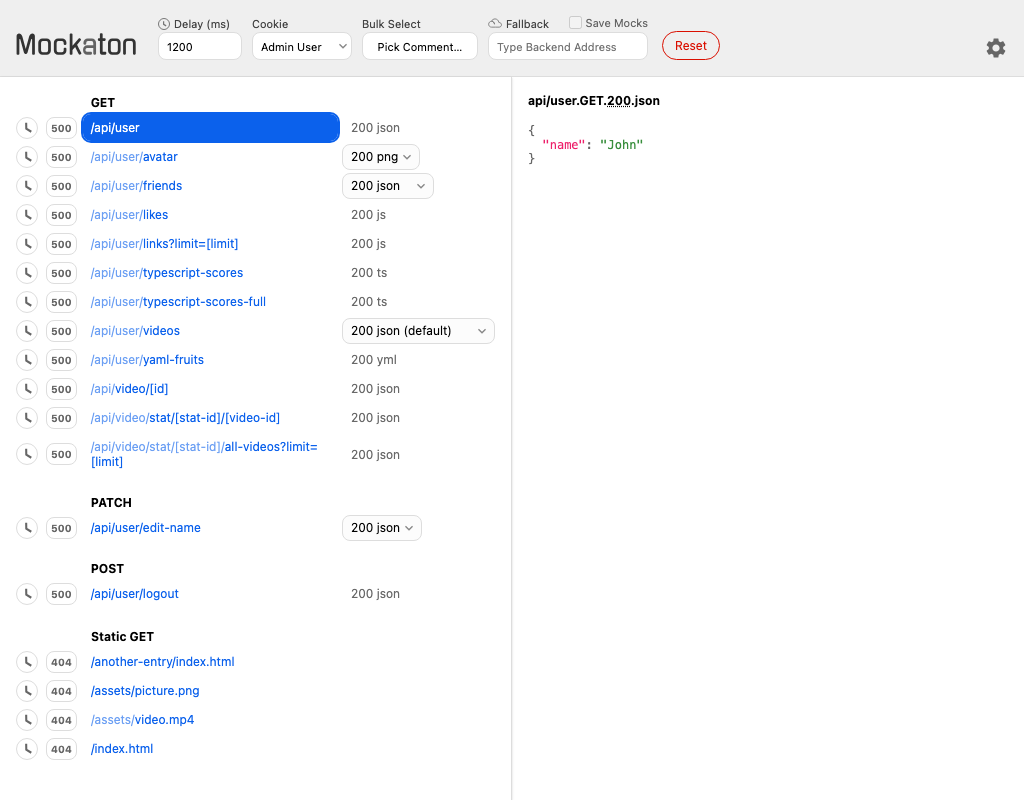 Mockaton
Delay (ms)
1200
Cookie
Admin User
Bulk Select
Pick Comment...
Fallback
Save Mocks
Type Backend Address
Reset
GET
500 /api/user 200 json
500 /api/user/avatar 200 png
500 /api/user/friends 200 json
500 /api/user/likes 200 js
500 /api/user/links?limit=[limit] 200 js
500 /api/user/typescript-scores 200 ts
500 /api/user/typescript-scores-full 200 ts
500 /api/user/videos 200 json (default)
500 /api/user/yaml-fruits 200 yml
500 /api/video/[id] 200 json
500 /api/video/stat/[stat-id]/[video-id] 200 json
500 /api/video/stat/[stat-id]/all-videos?limit=
[limit] 200 json
PATCH
500 /api/user/edit-name 200 json
POST
500 /api/user/logout 200 json
Static GET
404 /another-entry/index.html
404 /assets/picture.png
404 /assets/video.mp4
404 /index.html
api/user.GET.200.json
{
"name": "John"
}